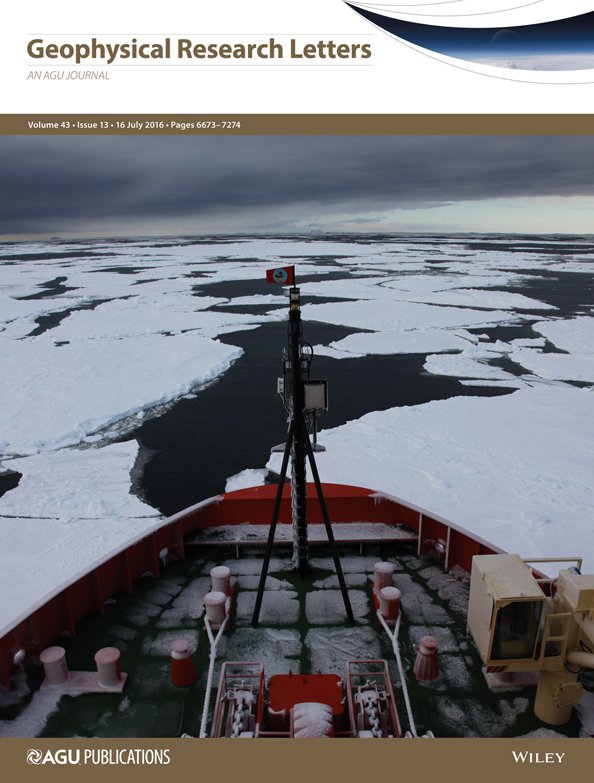 Geophysical Research Letters
AN AGU JOURNAL
Volume 43 • Issue 13 • 16 July 2016 • Pages 6673–7274
AGU PUBLICATIONS
WILEY